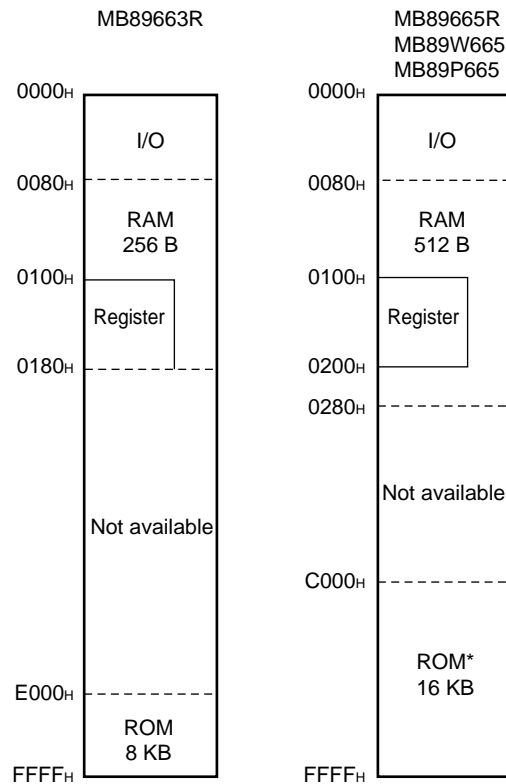 MB89663R
0000H
I/O
0080H
RAM
256 B
0100H
Register
0180H
Not available
E000H
ROM
8 KB
FFFFH
MB89665R
MB89W665
MB89P665
0000H
I/O
0080H
RAM
512 B
0100H
Register
0200H
0280H
Not available
C000H
ROM*
16 KB
FFFFH